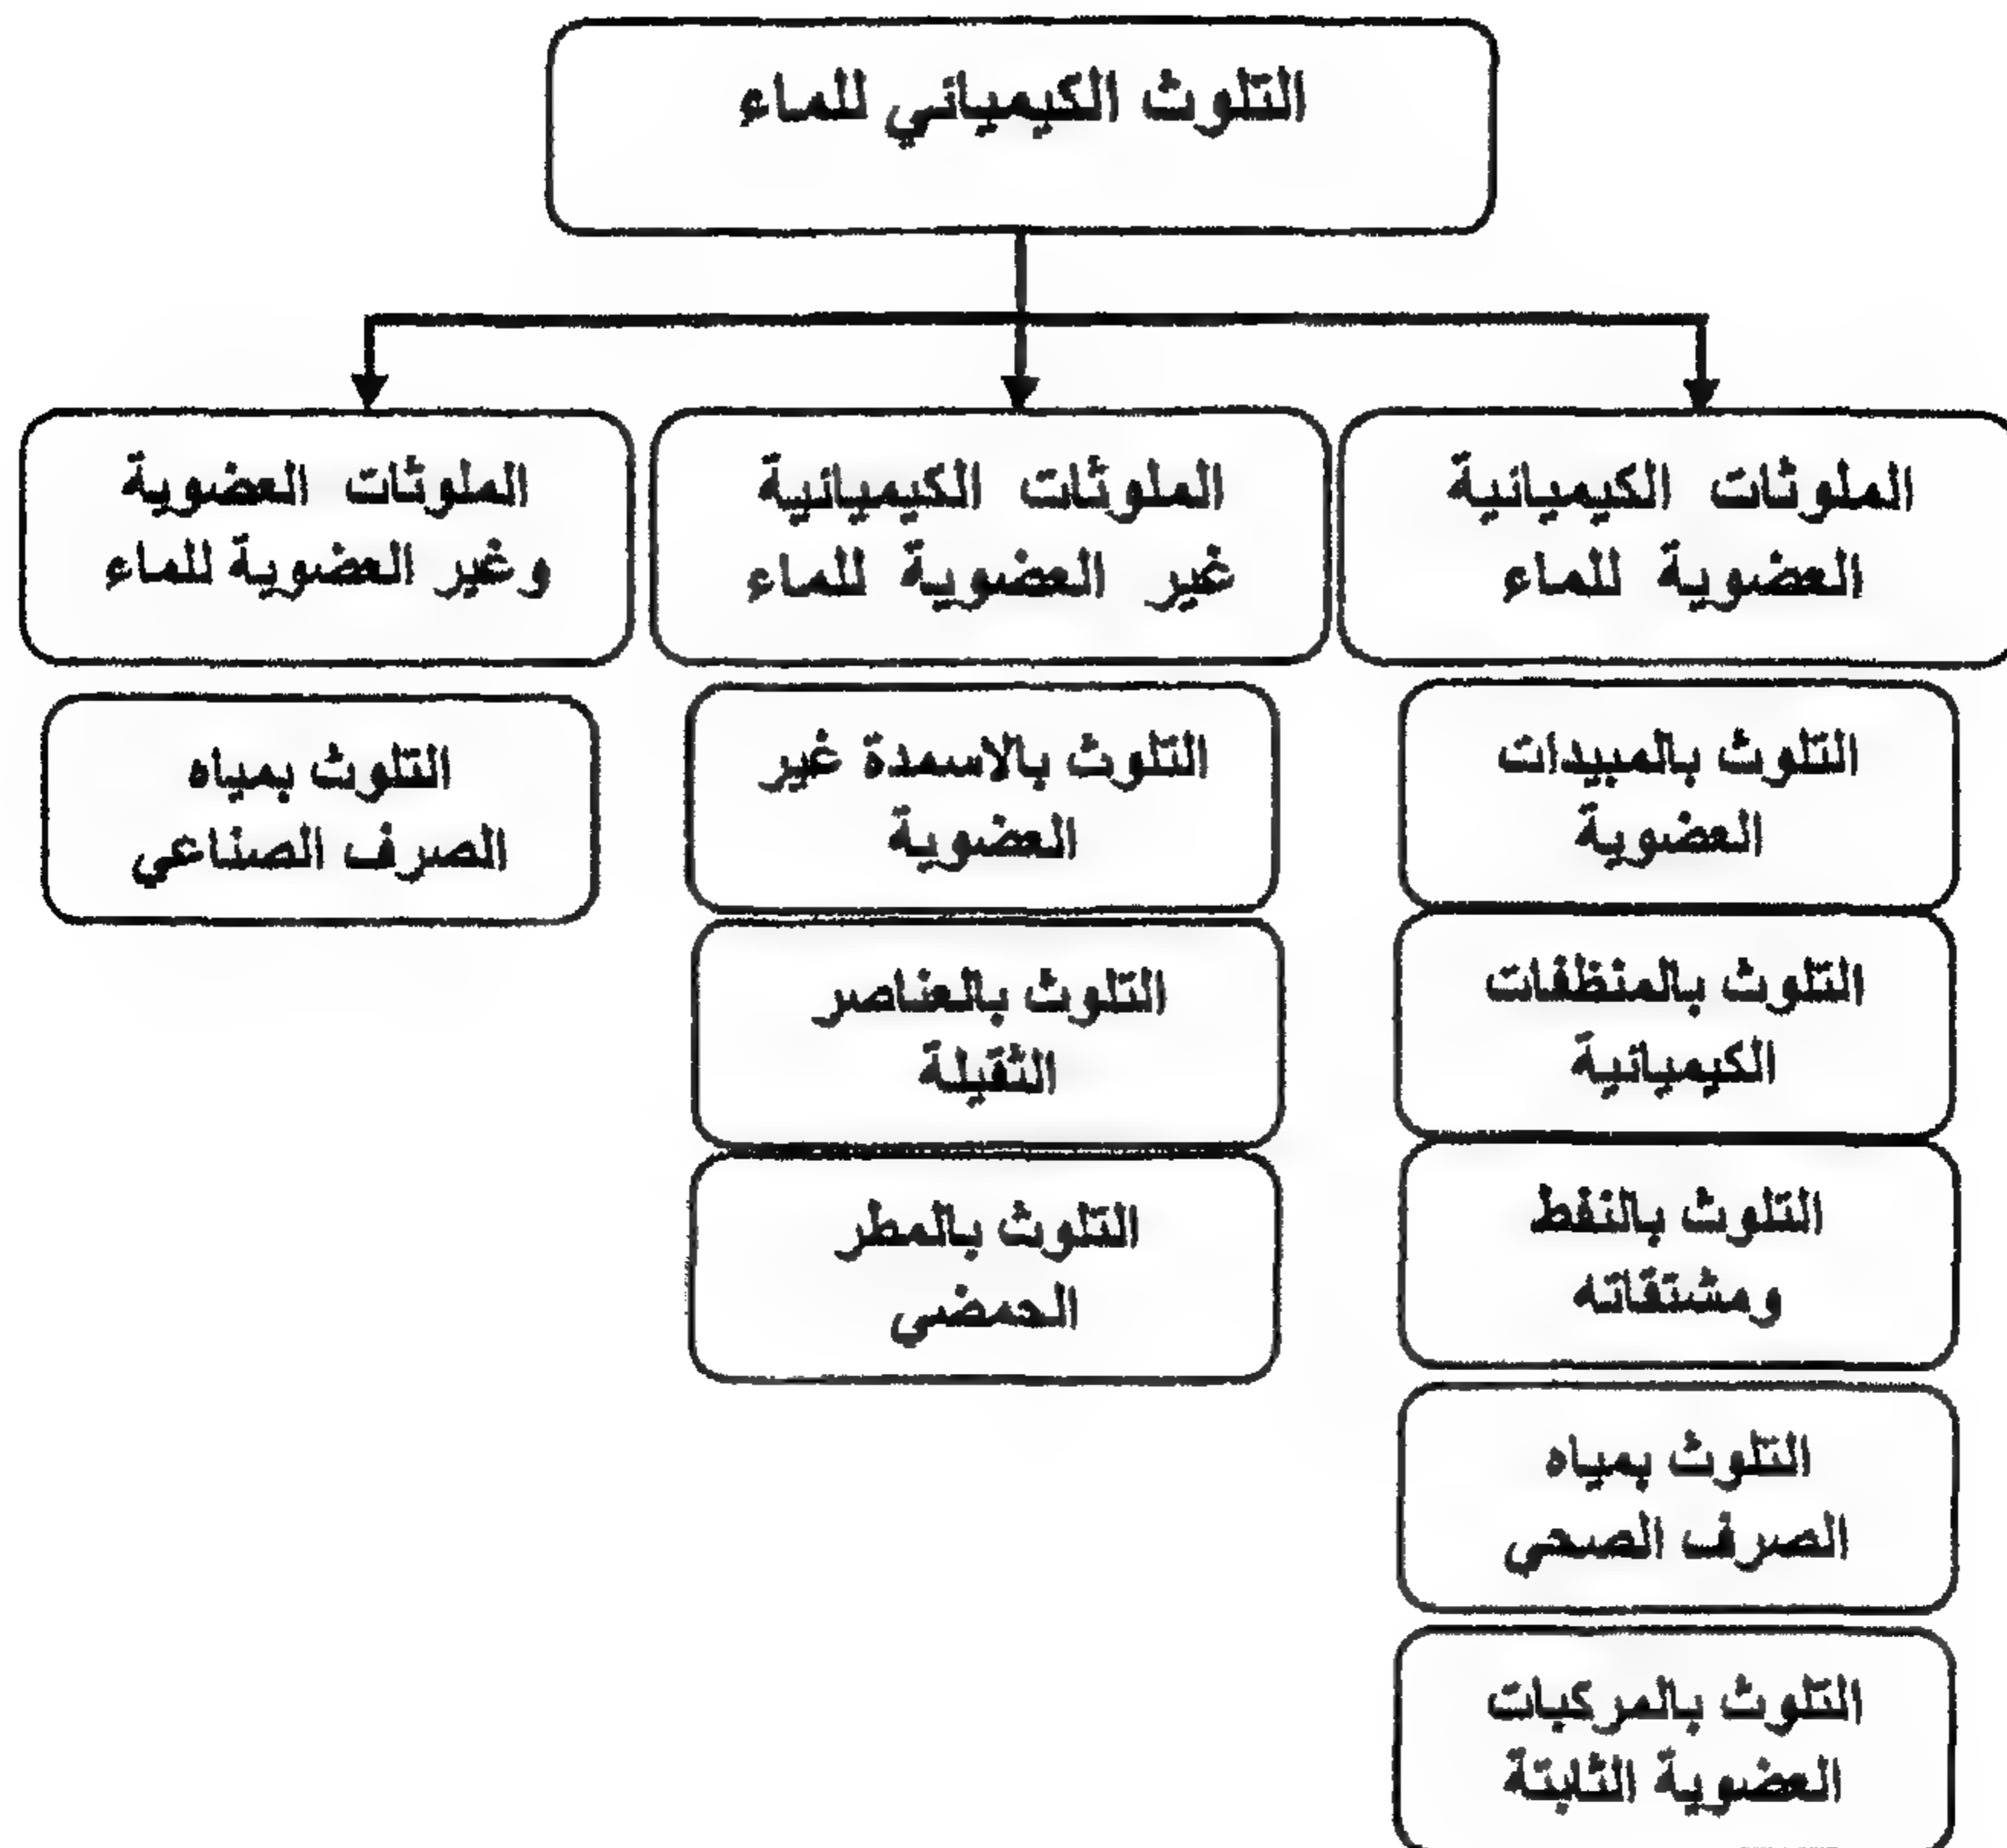 التلوث الكيميائي للماء
الملوثات الكيميائية
العضوية للماء
التلوث بالمبيدات
العضوية
التلوث بالمنظفات
الكيميائية
التلوث بالنفط
ومشتقاته
التلوث بمياه
الصرف الصحي
التلوث بالمركبات
العضوية الثابتة
الملوثات الكيميائية
غير العضوية للماء
التلوث بالاسمدة غير
العضوية
التلوث بالعناصر
الثقيلة
التلوث بالمطر
الحمضي
الملوثات العضوية
وغير العضوية للماء
التلوث بمياه
الصرف الصناعي